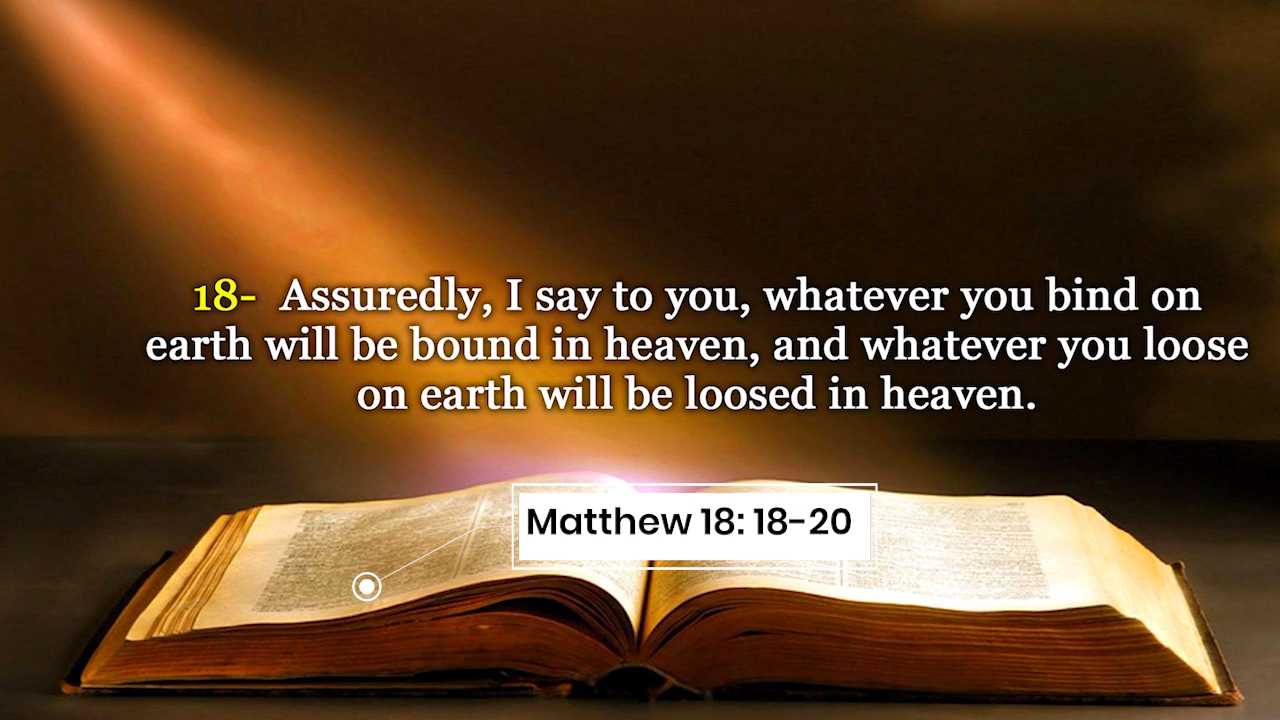 18- Assuredly, I say to you, whatever you bind on
earth will be bound in heaven, and whatever you loose
on earth will be loosed in heaven.
Matthew 18: 18-20